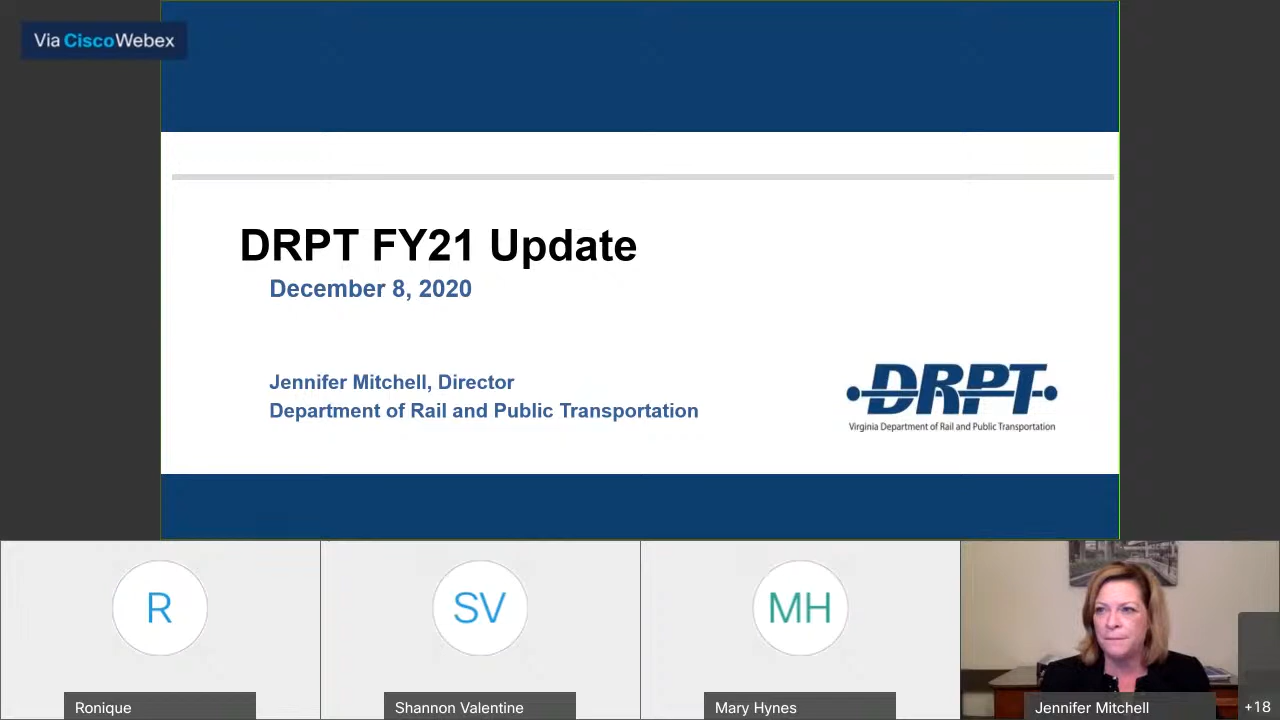 Via CiscoWebex
DRPT FY21 Update
December 8, 2020
Jennifer Mitchell, Director
Department of Rail and Public Transportation
DRPT
Virginia Department of Rail and Public Transportation
R
SV
MH
Ronique
Shannon Valentine
Mary Hynes
Jennifer Mitchell
+18